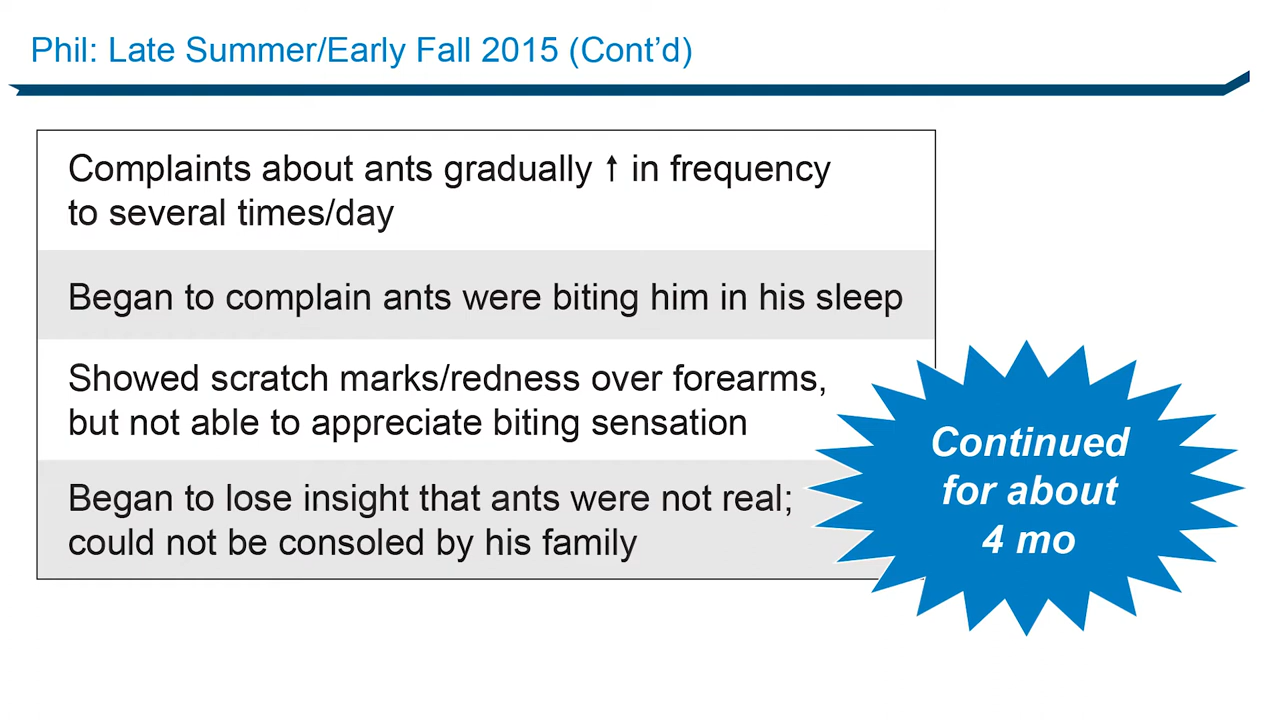 Phil: Late Summer/Early Fall 2015 (Cont’d)
Complaints about ants gradually ↑ in frequency
to several times/day
Began to complain ants were biting him in his sleep
Showed scratch marks/redness over forearms,
but not able to appreciate biting sensation
Began to lose insight that ants were not real;
could not be consoled by his family
Continued
for about
4 mo